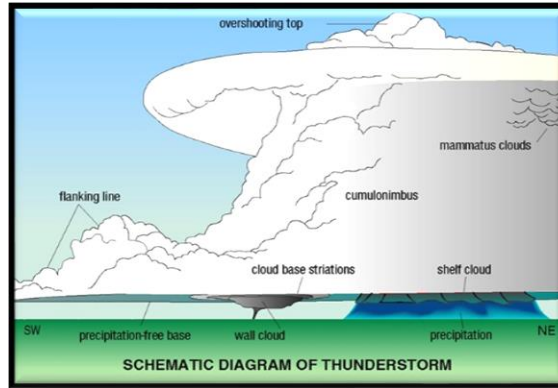 overshooting top
mammatus clouds
flanking line
cumulonimbus
cloud base striations
shelf cloud
SW
precipitation-free base
wall cloud
precipitation
NE
SCHEMATIC DIAGRAM OF THUNDERSTORM